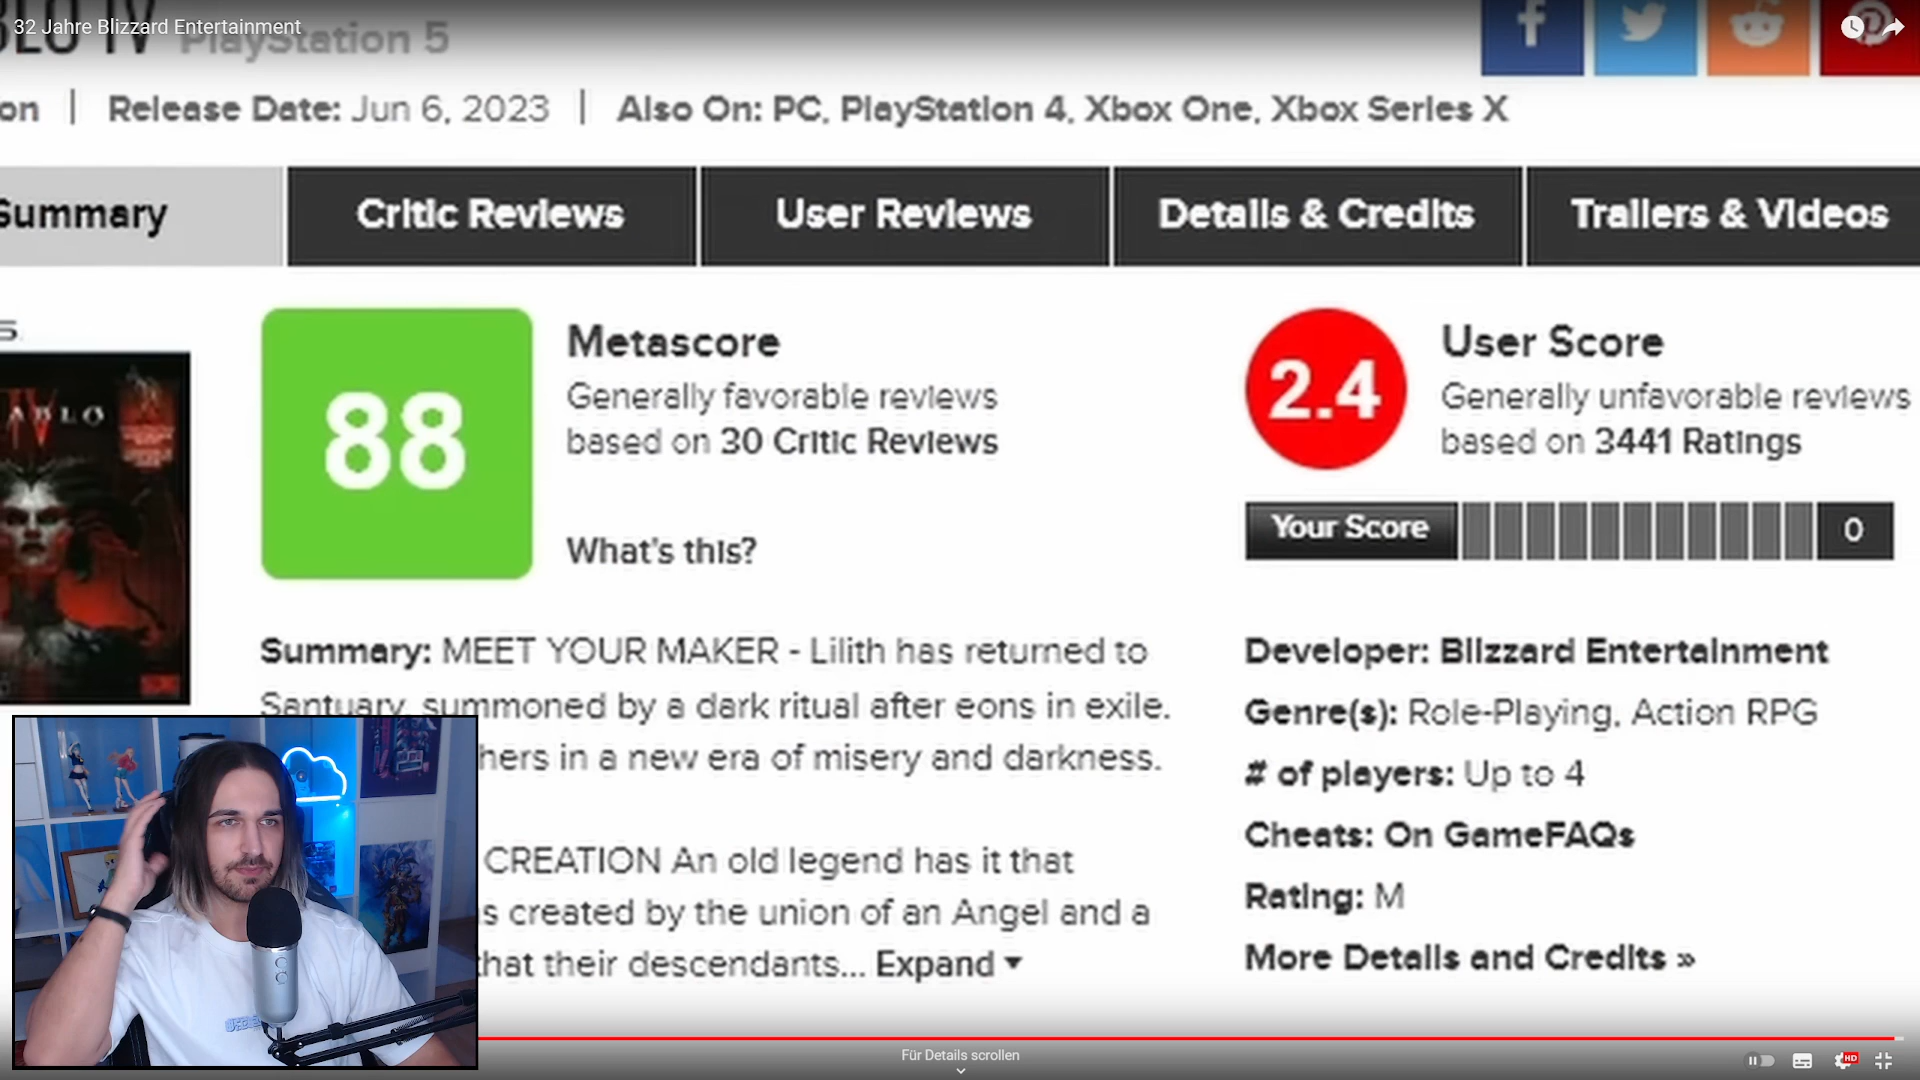 32 Jahre Blizzard Entertainment
PlayStation 5
on | Release Date: Jun 6, 2023 | Also On: PC, PlayStation 4, Xbox One, Xbox Series X
Summary
Critic Reviews
User Reviews
Details & Credits
Trailers & Videos
88
Metascore
Generally favorable reviews
based on 30 Critic Reviews
What's this?
2.4
User Score
Generally unfavorable reviews
based on 3441 Ratings
Your Score
0
Summary: MEET YOUR MAKER - Lilith has returned to
Santuary, summoned by a dark ritual after eons in exile.
hers in a new era of misery and darkness.
CREATION An old legend has it that
s created by the union of an Angel and a
that their descendants... Expand
Developer: Blizzard Entertainment
Genre(s): Role-Playing, Action RPG
# of players: Up to 4
Cheats: On GameFAQs
Rating: M
More Details and Credits »
Für Details scrollen
HD